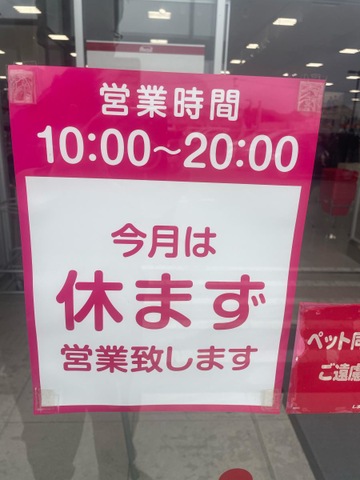 営業時間
10:00～20:00
今月は
休まず
営業致します
ペット同
ご遠慮